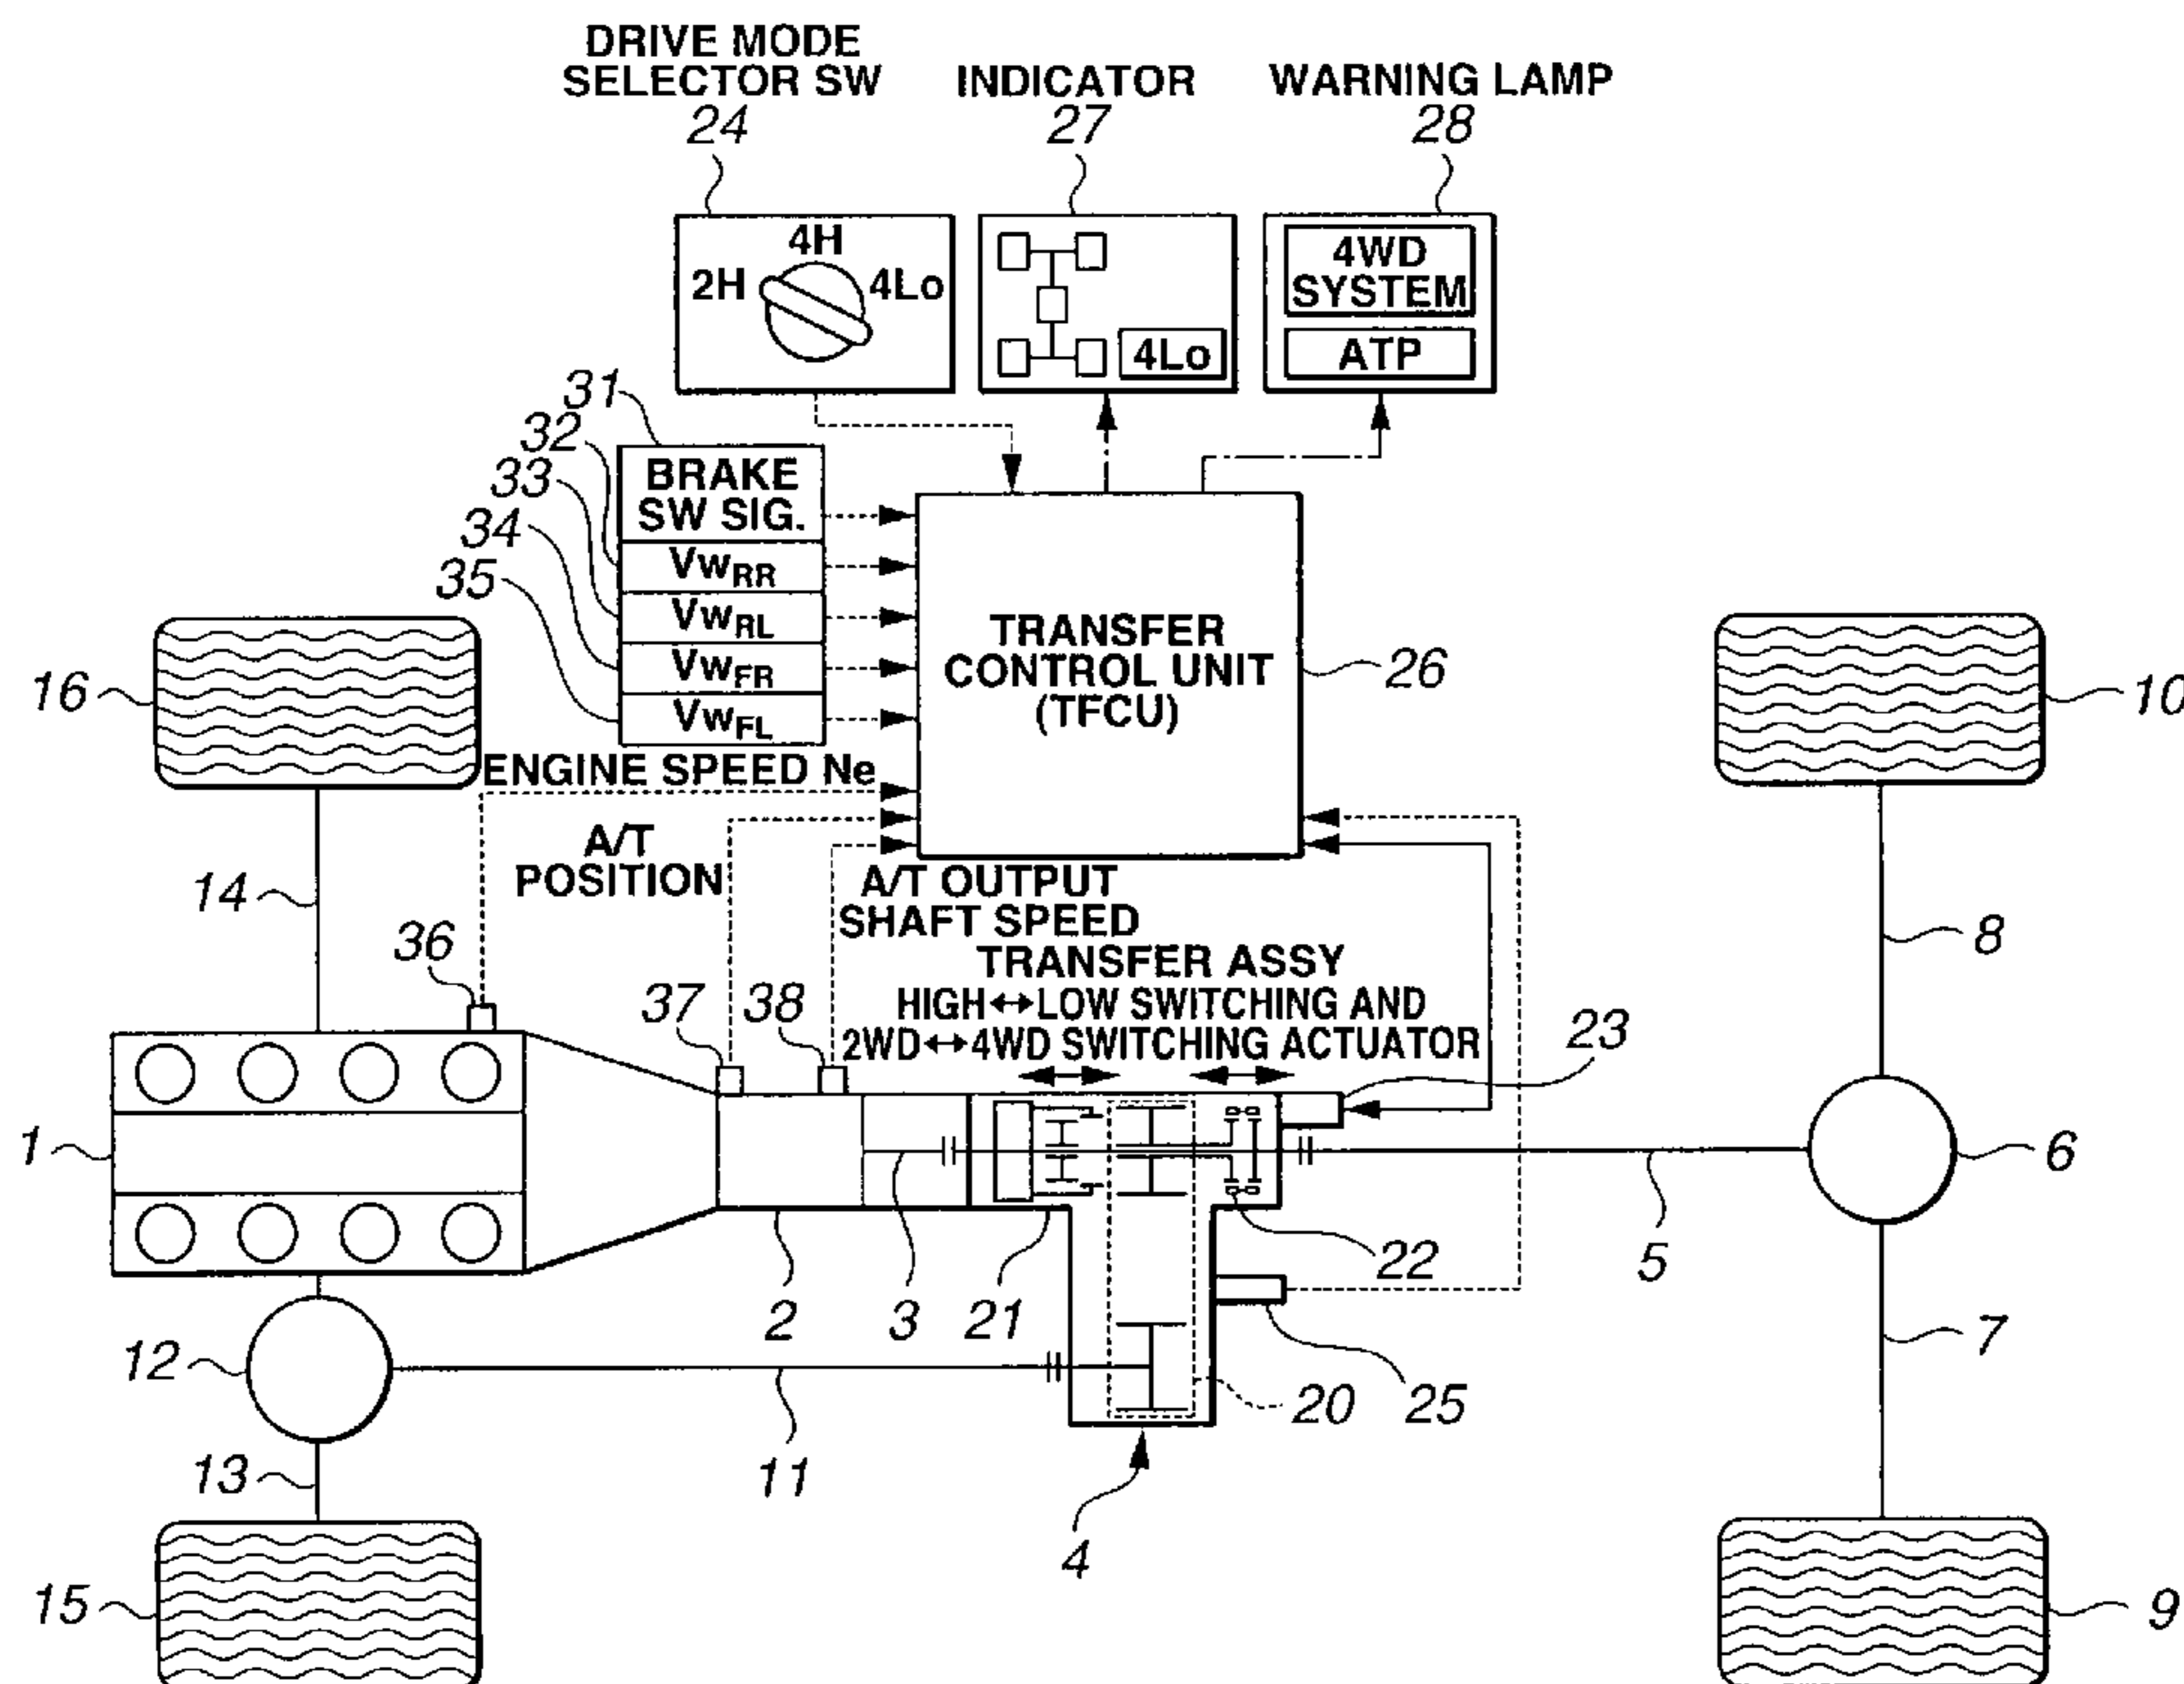 DRIVE MODE
SELECTOR SW
24
INDICATOR
27
WARNING LAMP
28
4H
2H
4Lo
4Lo
4WD
SYSTEM
ATP
31
32
33
34
35
BRAKE
SW SIG.
VwRR
VwRL
VwFR
VwFL
TRANSFER
CONTROL UNIT
(TFCU)
26
16
10
ENGINE SPEED Ne
A/T
POSITION
A/T OUTPUT
SHAFT SPEED
14
8
36
37
38
TRANSFER ASSY
HIGH↔LOW SWITCHING AND
2WD↔4WD SWITCHING ACTUATOR
23
1
6
2
3
21
22
5
7
12
11
20
25
13
4
15
9